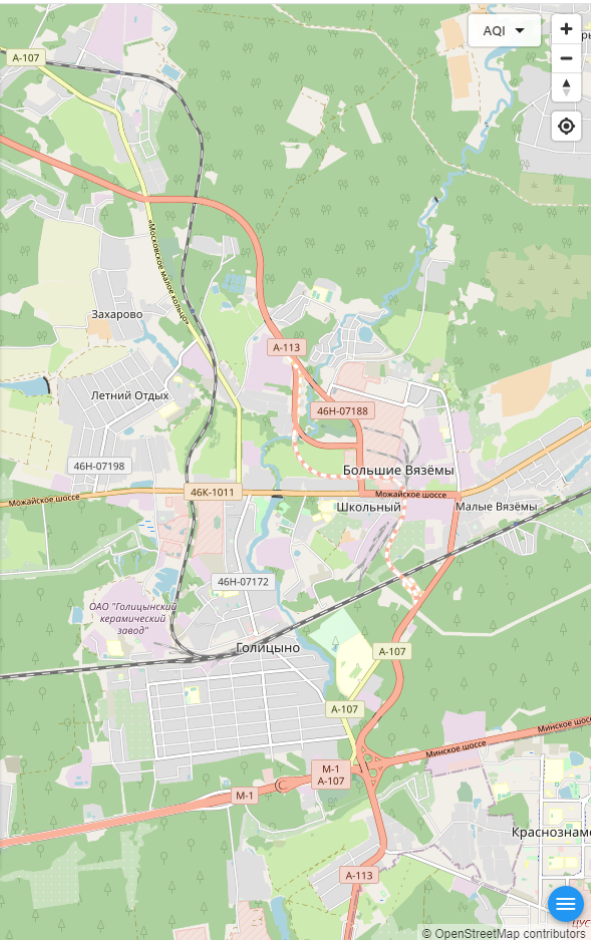 AQI
А-107
«Московское малое кольцо»
Захарово
А-113
Летний Отдых
46Н-07188
46Н-07198
Большие Вязёмы
46К-1011
Можайское шоссе
Можайское шоссе
Школьный
Малые Вязёмы
46Н-07172
ОАО "Голицынский
керамический
завод"
Голицыно
А-107
А-107
Минское шоссе
Минское шоссе
М-1
А-107
М-1
Краснознаме
А-113
© OpenStreetMap contributors